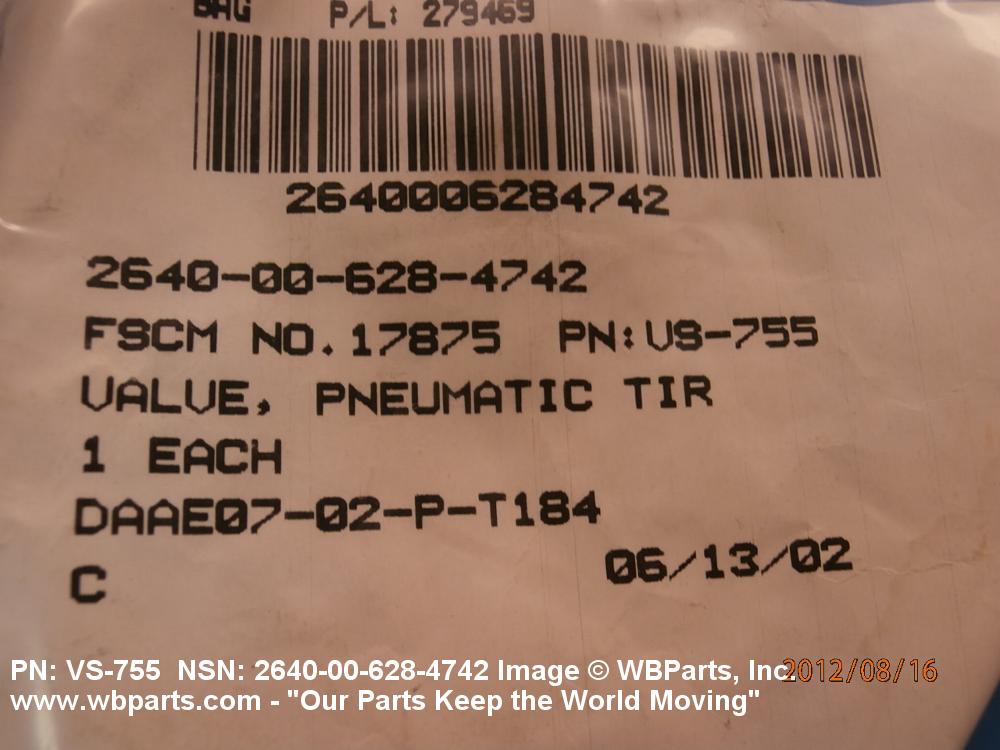 BAG P/L: 279469
2640006284742
2640-00-628-4742
FSCM NO.17875 PN:VS-755
VALVE, PNEUMATIC TIR
1 EACH
DAAE07-02-P-T184
C 06/13/02
PN: VS-755 NSN: 2640-00-628-4742 Image © WBParts, Inc
2012/08/16
www.wbparts.com - "Our Parts Keep the World Moving"